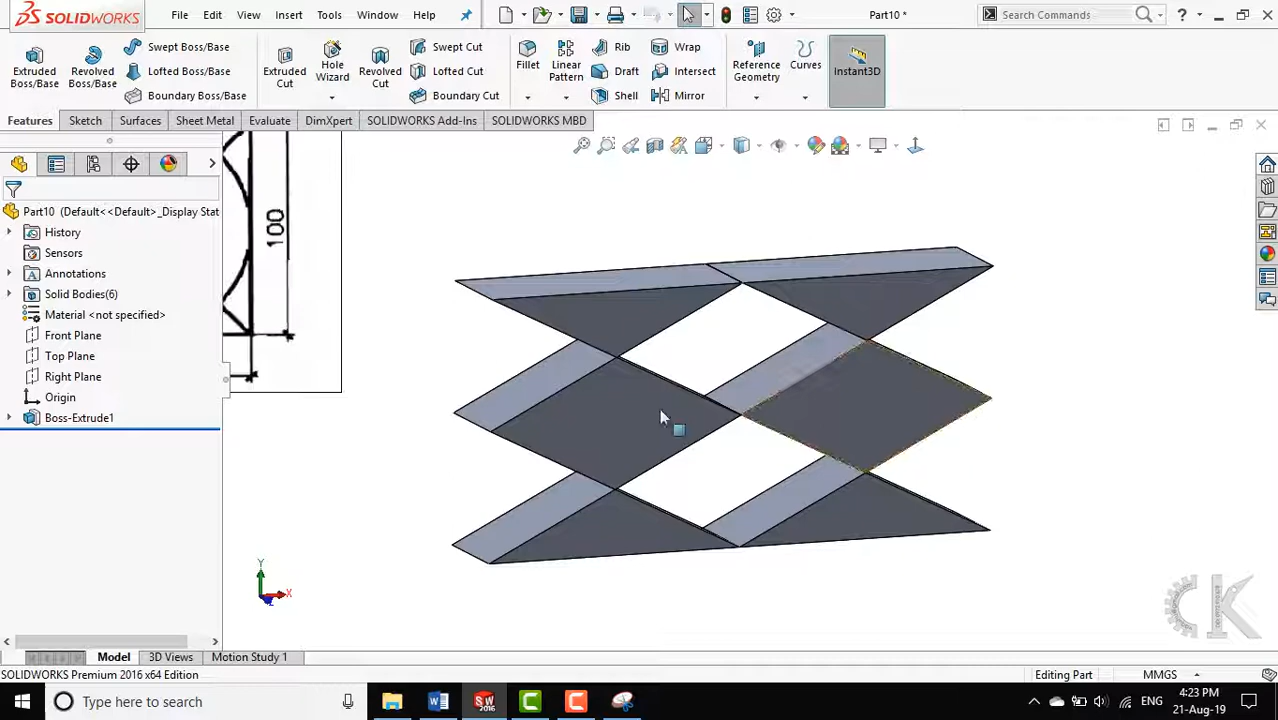 SOLIDWORKS File Edit View Insert Tools Window Help Part10 * Search Commands ?
Extruded Boss/Base Revolved Boss/Base Swept Boss/Base Lofted Boss/Base Boundary Boss/Base Extruded Cut Hole Wizard Revolved Cut Swept Cut Lofted Cut Boundary Cut Fillet Linear Pattern Rib Draft Shell Wrap Intersect Mirror Reference Geometry Curves Instant3D
Features Sketch Surfaces Sheet Metal Evaluate DimXpert SOLIDWORKS Add-Ins SOLIDWORKS MBD
Part10 (Default<<Default>_Display Stat
History
Sensors
Annotations
Solid Bodies(6)
Material <not specified>
Front Plane
Top Plane
Right Plane
Origin
Boss-Extrude1
100
Y
X
Z
CK
Model 3D Views Motion Study 1
SOLIDWORKS Premium 2016 x64 Edition Editing Part MMGS
Type here to search ENG 4:23 PM
21-Aug-19